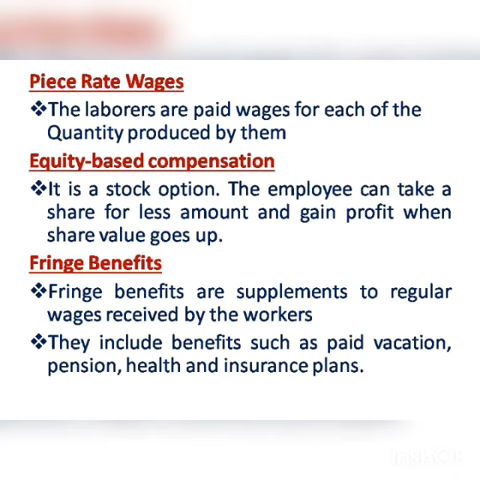 Piece Rate Wages
❖The laborers are paid wages for each of the
Quantity produced by them
Equity-based compensation
❖It is a stock option. The employee can take a
share for less amount and gain profit when
share value goes up.
Fringe Benefits
❖Fringe benefits are supplements to regular
wages received by the workers
❖They include benefits such as paid vacation,
pension, health and insurance plans.